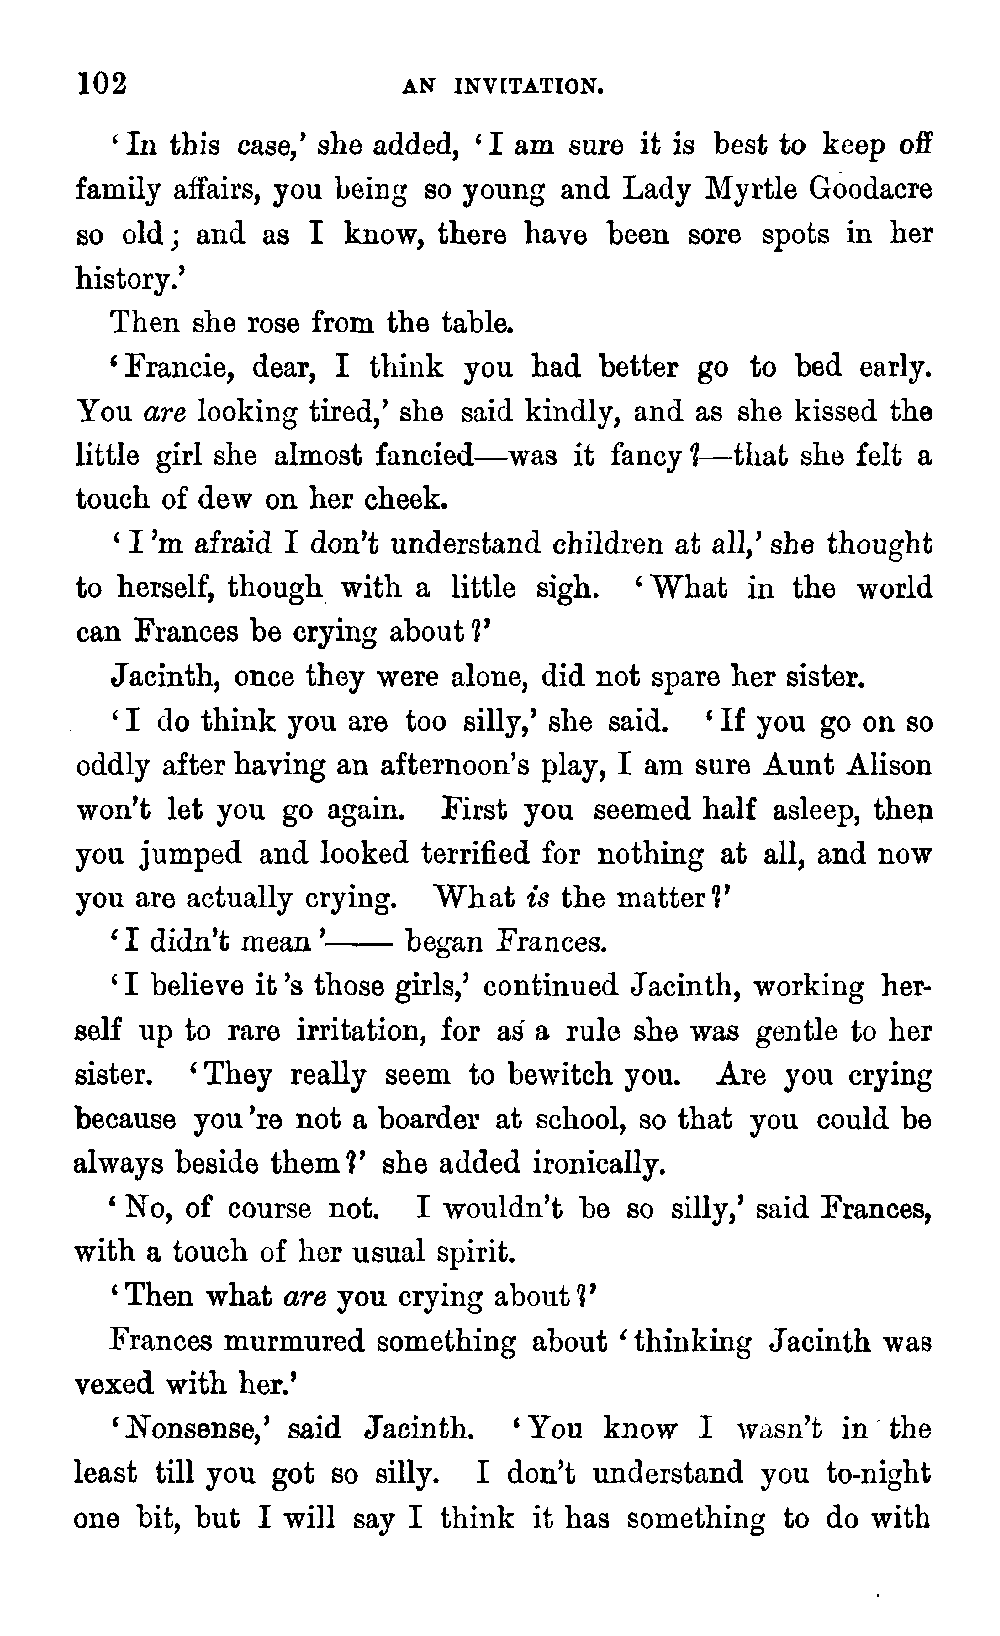 102 AN INVITATION.
‘In this case,’ she added, ‘I am sure it is best to keep off
family affairs, you being so young and Lady Myrtle Goodacre
so old; and as I know, there have been sore spots in her
history.’
Then she rose from the table.
‘Francie, dear, I think you had better go to bed early.
You are looking tired,’ she said kindly, and as she kissed the
little girl she almost fancied—was it fancy?—that she felt a
touch of dew on her cheek.
‘I’m afraid I don’t understand children at all,’ she thought
to herself, though with a little sigh. ‘What in the world
can Frances be crying about?’
Jacinth, once they were alone, did not spare her sister.
‘I do think you are too silly,’ she said. ‘If you go on so
oddly after having an afternoon’s play, I am sure Aunt Alison
won’t let you go again. First you seemed half asleep, then
you jumped and looked terrified for nothing at all, and now
you are actually crying. What is the matter?’
‘I didn’t mean’—— began Frances.
‘I believe it’s those girls,’ continued Jacinth, working her-
self up to rare irritation, for as a rule she was gentle to her
sister. ‘They really seem to bewitch you. Are you crying
because you’re not a boarder at school, so that you could be
always beside them?’ she added ironically.
‘No, of course not. I wouldn’t be so silly,’ said Frances,
with a touch of her usual spirit.
‘Then what are you crying about?’
Frances murmured something about ‘thinking Jacinth was
vexed with her.’
‘Nonsense,’ said Jacinth. ‘You know I wasn’t in the
least till you got so silly. I don’t understand you to-night
one bit, but I will say I think it has something to do with